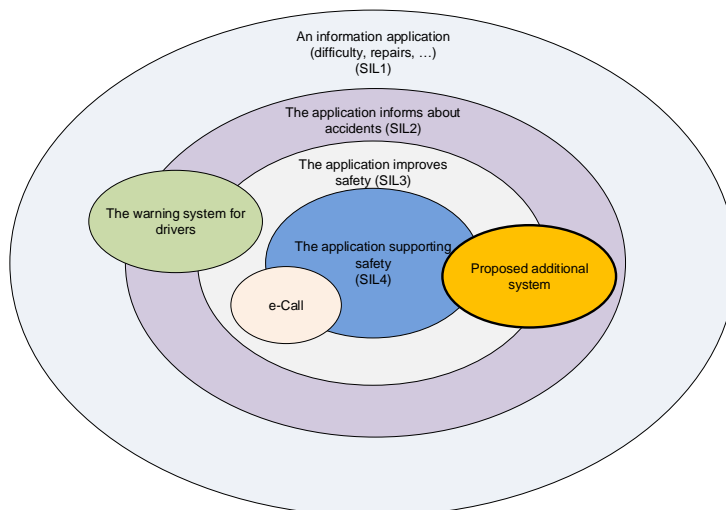 An information application
(difficulty, repairs, …)
(SIL1)
The application informs about
accidents (SIL2)
The application improves
safety (SIL3)
The warning system for
drivers
The application supporting
safety
(SIL4)
Proposed additional
system
e-Call